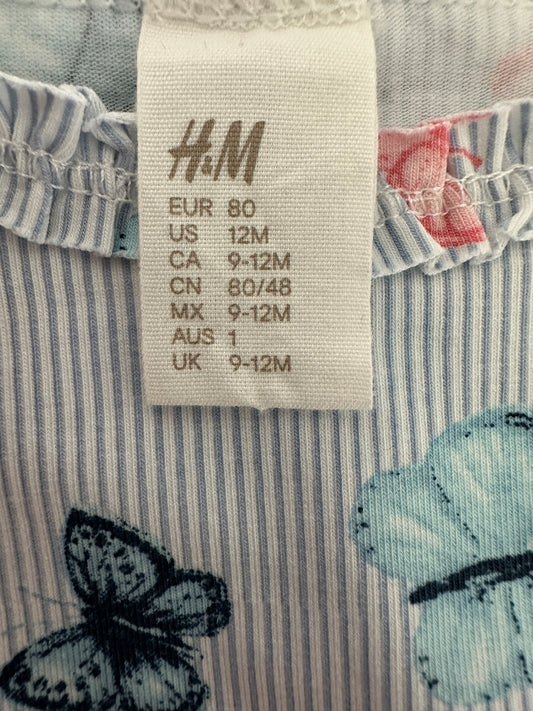 H&M
EUR 80
US 12M
CA 9-12M
CN 80/48
MX 9-12M
AUS 1
UK 9-12M